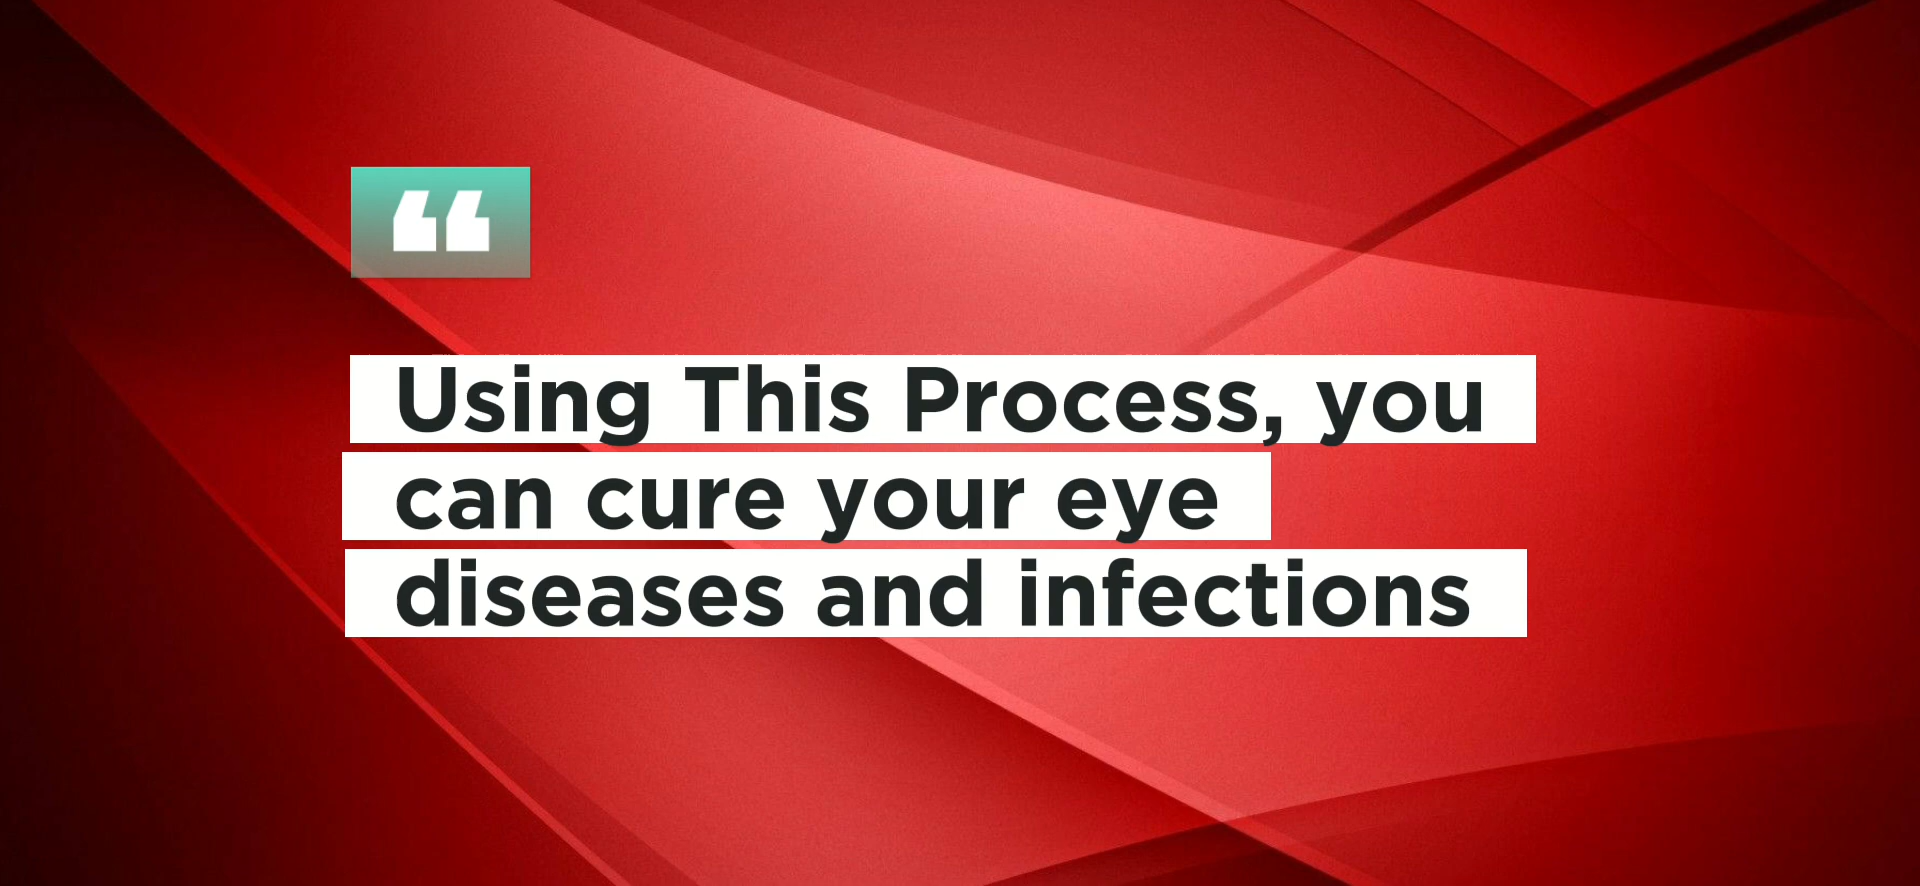 “
Using This Process, you
can cure your eye
diseases and infections